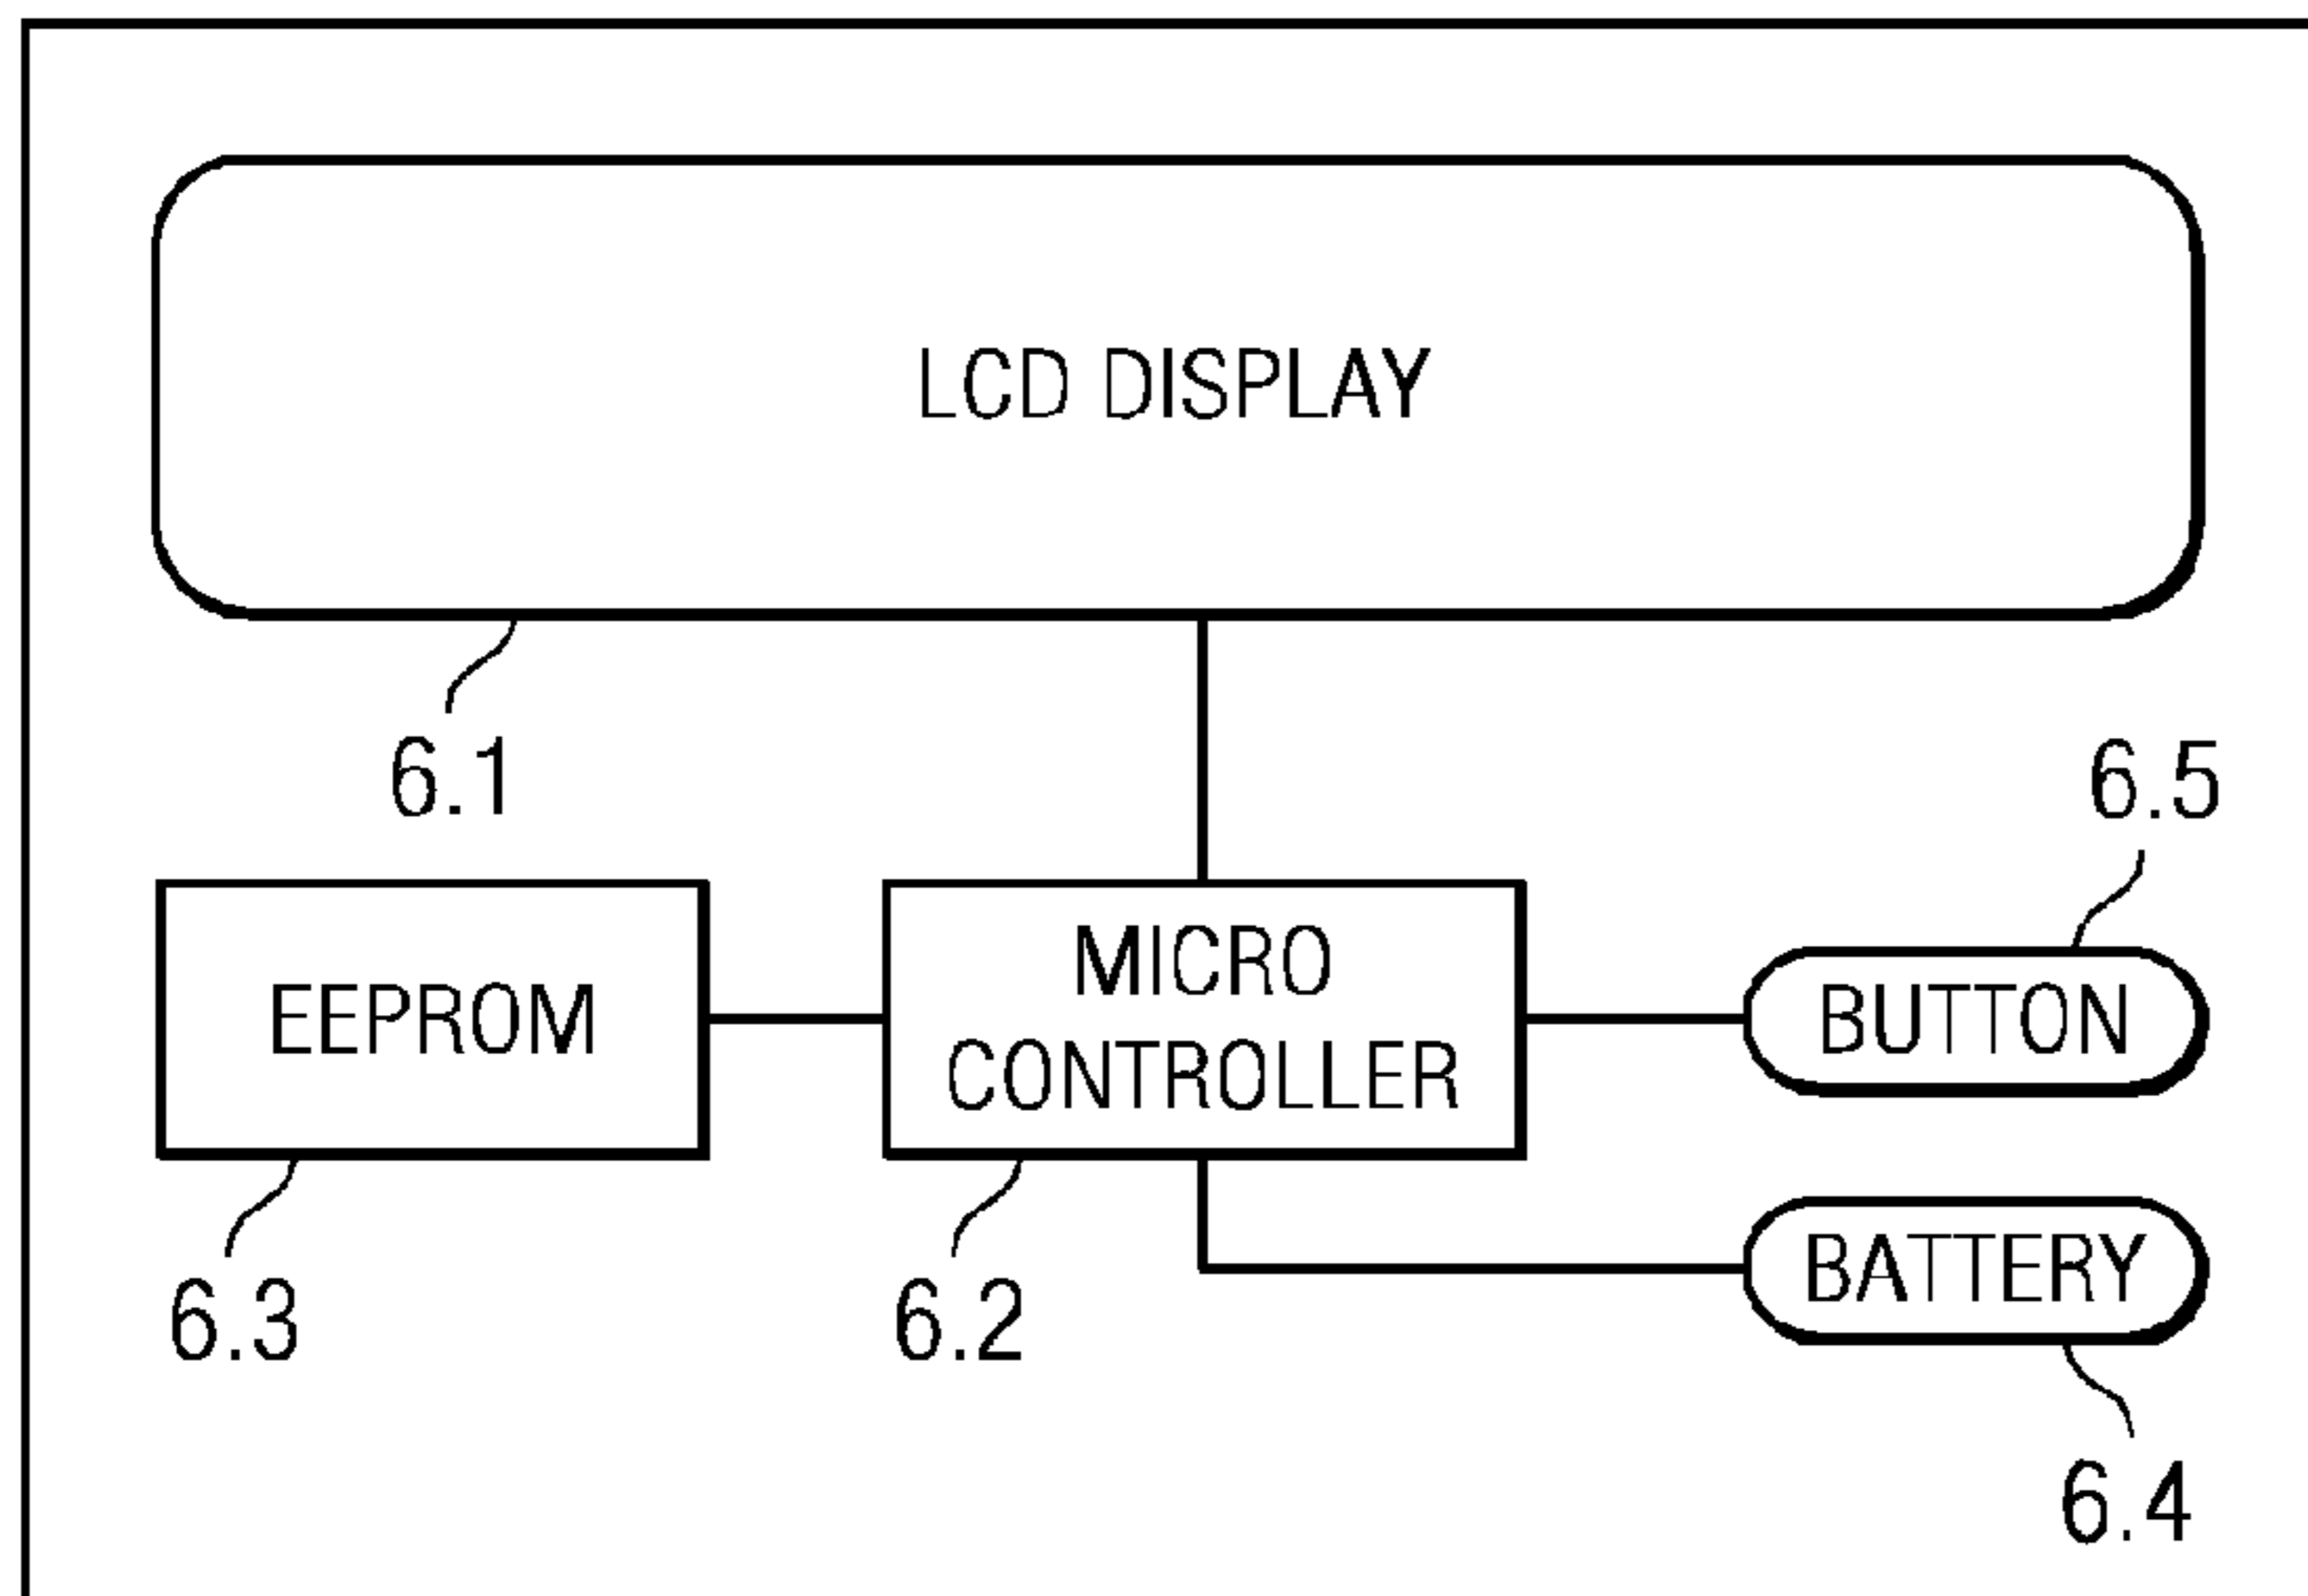 LCD DISPLAY
6.1
6.5
EEPROM
MICRO
CONTROLLER
BUTTON
BATTERY
6.3
6.2
6.4